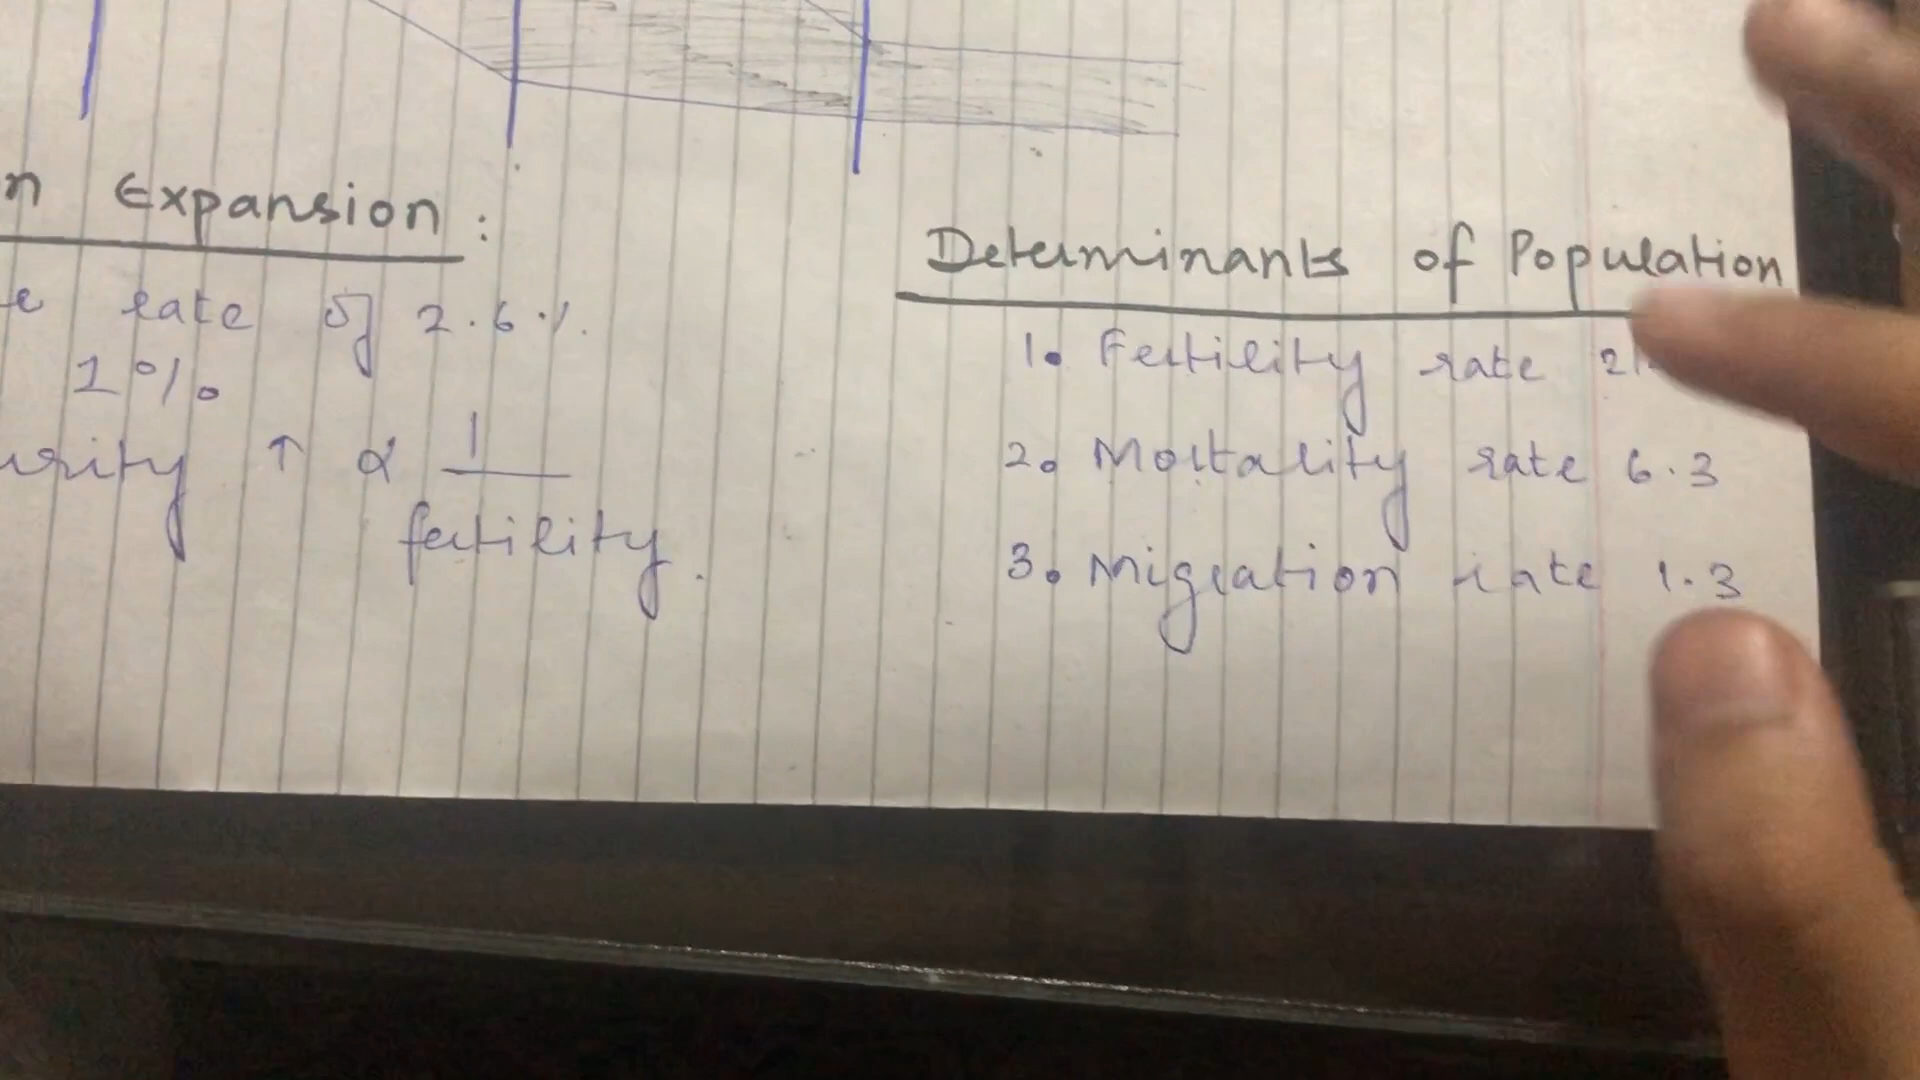 Expansion :
rate of 2.6%.
1%
↑ ∝ 1
fertility.
Determinants of Population
1. Fertility rate
2. Mortality rate 6.3
3. Migration rate 1.3